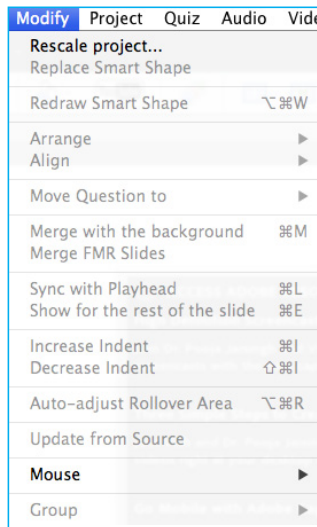 Modify Project Quiz Audio
Rescale project...
Replace Smart Shape
Redraw Smart Shape ⌥⌘W
Arrange ▶
Align ▶
Move Question to ▶
Merge with the background ⌘M
Merge FMR Slides
Sync with Playhead ⌘L
Show for the rest of the slide ⌘E
Increase Indent ⌘I
Decrease Indent ⇧⌘I
Auto-adjust Rollover Area ⌥⌘R
Update from Source
Mouse ▶
Group ▶